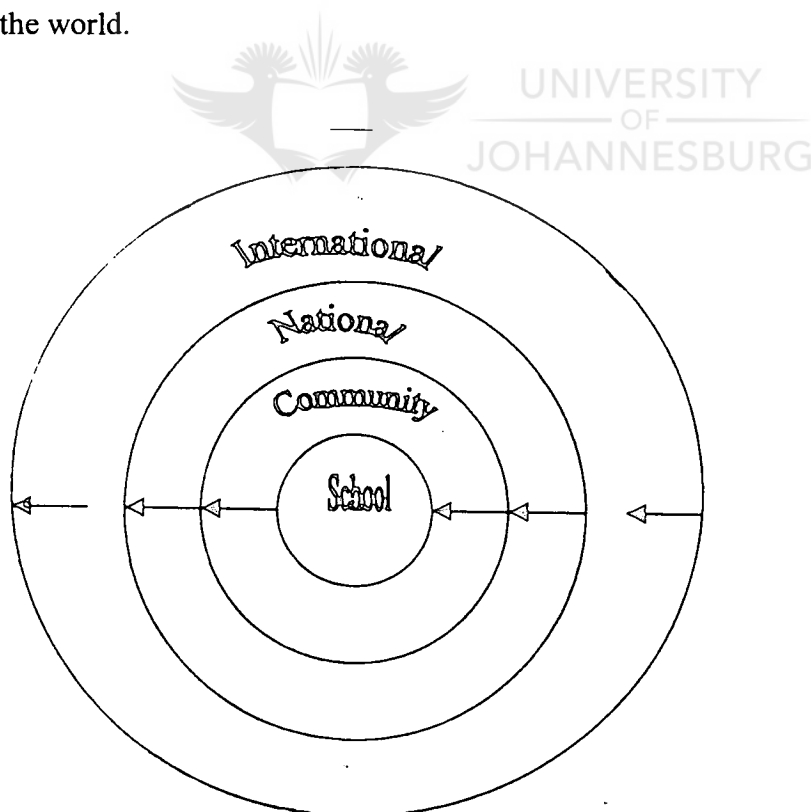 the world.
UNIVERSITY
OF
JOHANNESBURG
International
National
Community
School